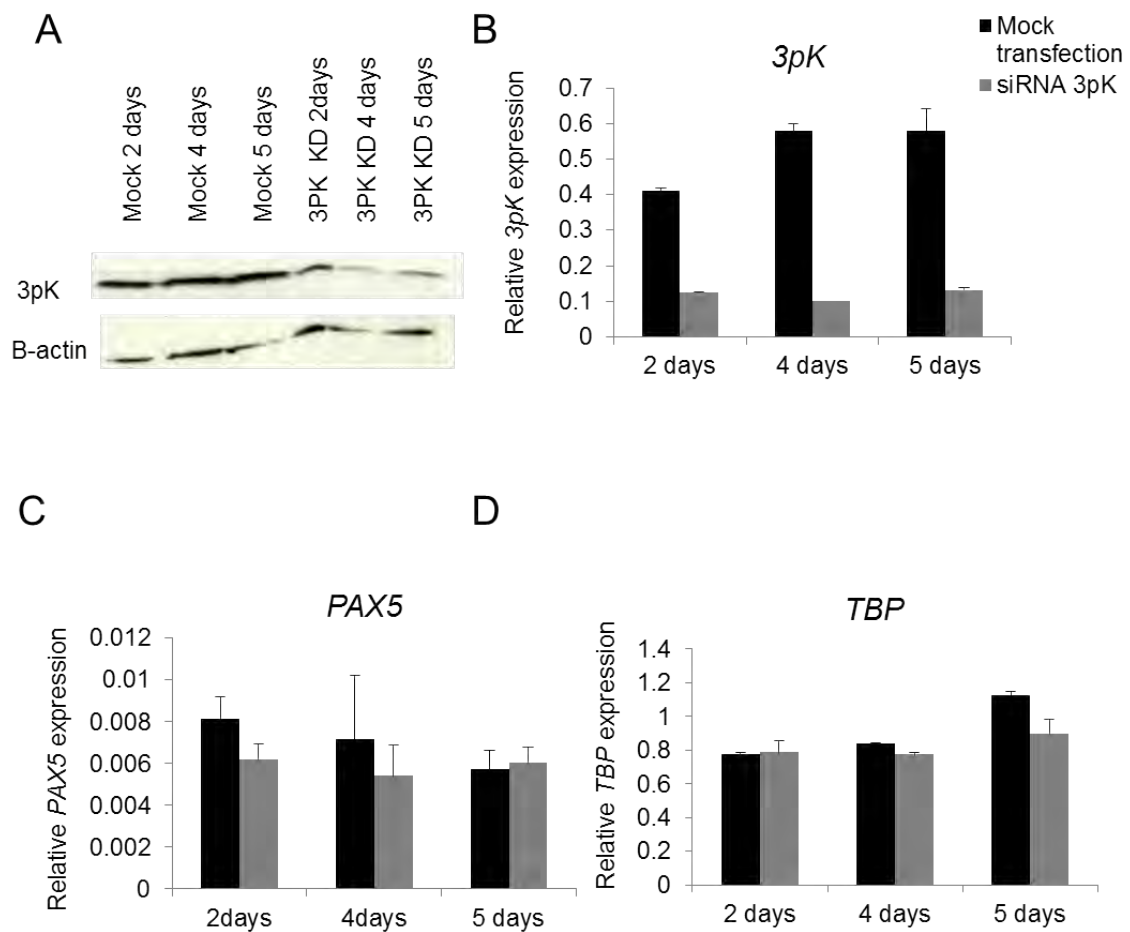 A
Mock 2 days
Mock 4 days
Mock 5 days
3PK KD 2days
3PK KD 4 days
3PK KD 5 days
3pK
B-actin
B
3pK
Mock
transfection
siRNA 3pK
Relative 3pK expression
0.7
0.6
0.5
0.4
0.3
0.2
0.1
0
2 days
4 days
5 days
C
PAX5
Relative PAX5 expression
0.012
0.01
0.008
0.006
0.004
0.002
0
2days
4days
5 days
D
TBP
Relative TBP expression
1.4
1.2
1
0.8
0.6
0.4
0.2
0
2 days
4 days
5 days